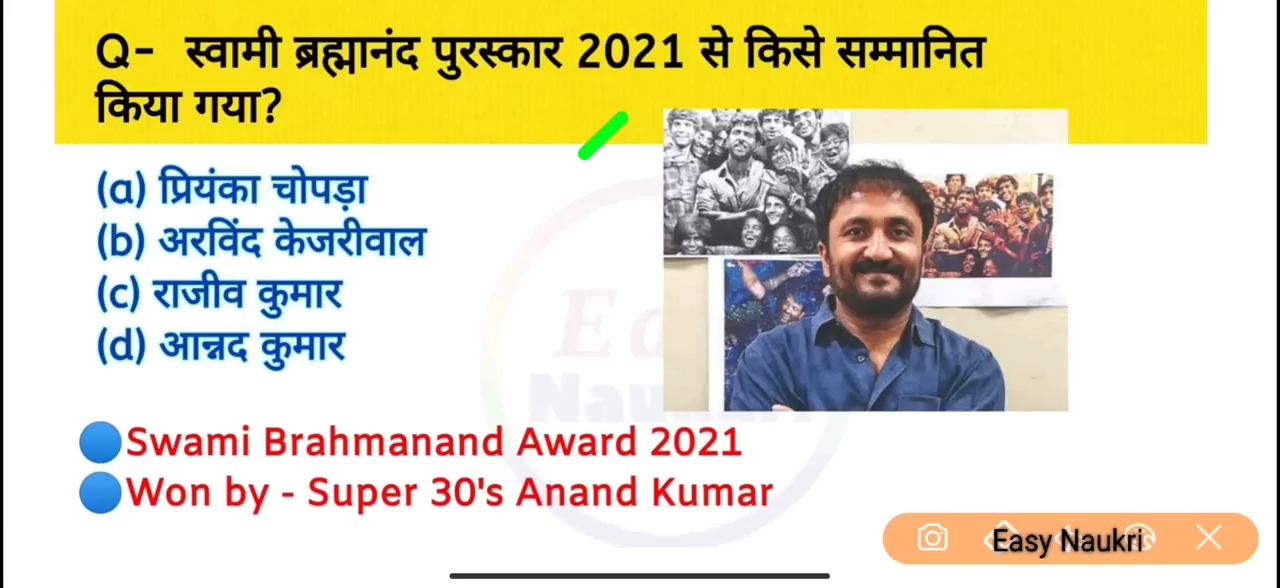 Q- स्वामी ब्रह्मानंद पुरस्कार 2021 से किसे सम्मानित
किया गया?
(a) प्रियंका चोपड़ा
(b) अरविंद केजरीवाल
(c) राजीव कुमार
(d) आन्नद कुमार
Swami Brahmanand Award 2021
Won by - Super 30's Anand Kumar
Easy Naukri